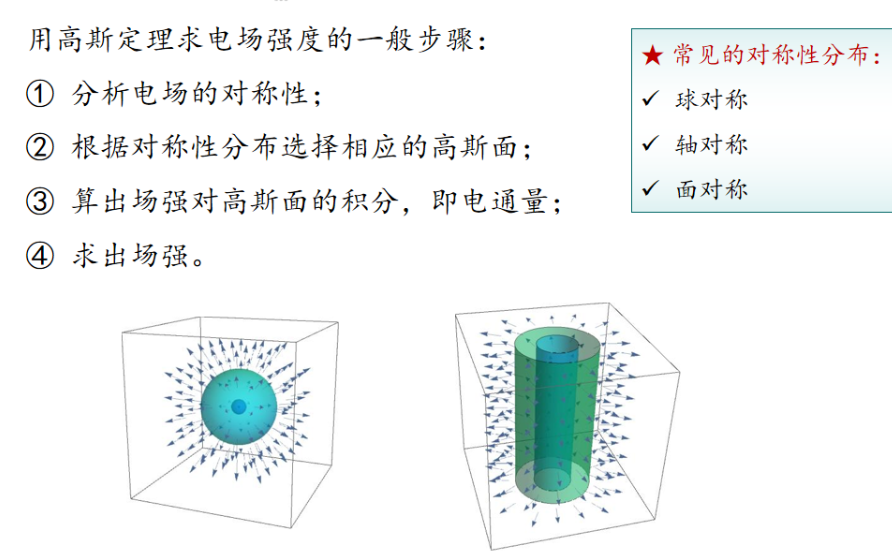 用高斯定理求电场强度的一般步骤：
① 分析电场的对称性；
② 根据对称性分布选择相应的高斯面；
③ 算出场强对高斯面的积分，即电通量；
④ 求出场强。
★ 常见的对称性分布：
✓ 球对称
✓ 轴对称
✓ 面对称